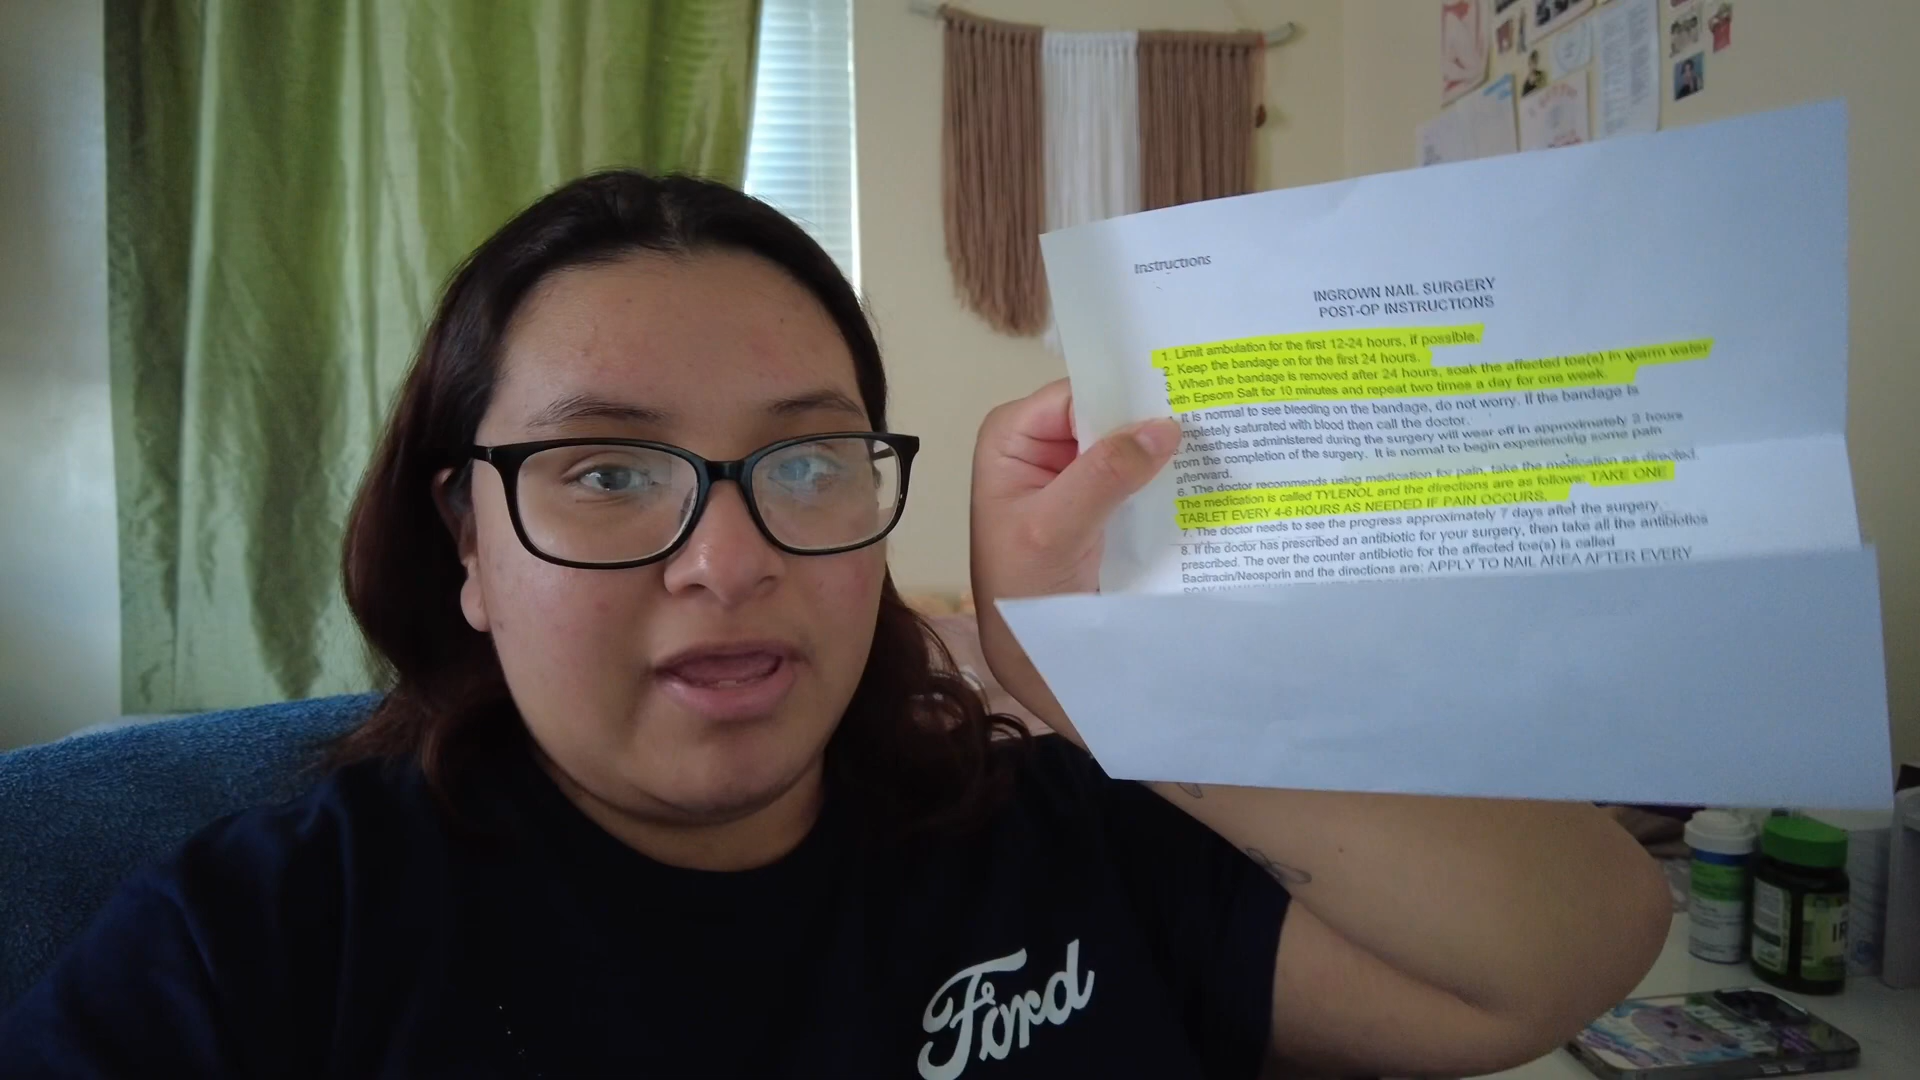 Instructions
INGROWN NAIL SURGERY
POST-OP INSTRUCTIONS
1. Limit ambulation for the first 12-24 hours, if possible.
2. Keep the bandage on for the first 24 hours.
3. When the bandage is removed after 24 hours, soak the affected toe(s) in warm water
with Epsom Salt for 10 minutes and repeat two times a day for one week.
It is normal to see bleeding on the bandage, do not worry. If the bandage is
mpletely saturated with blood then call the doctor.
5. Anesthesia administered during the surgery will wear off in approximately 3 hours
from the completion of the surgery. It is normal to begin experiencing some pain
afterward.
6. The doctor recommends using medication for pain, take the medication as directed.
The medication is called TYLENOL and the directions are as follows: TAKE ONE
TABLET EVERY 4-6 HOURS AS NEEDED IF PAIN OCCURS.
7. The doctor needs to see the progress approximately 7 days after the surgery.
8. If the doctor has prescribed an antibiotic for your surgery, then take all the antibiotics
prescribed. The over the counter antibiotic for the affected toe(s) is called
Bacitracin/Neosporin and the directions are: APPLY TO NAIL AREA AFTER EVERY
Ford